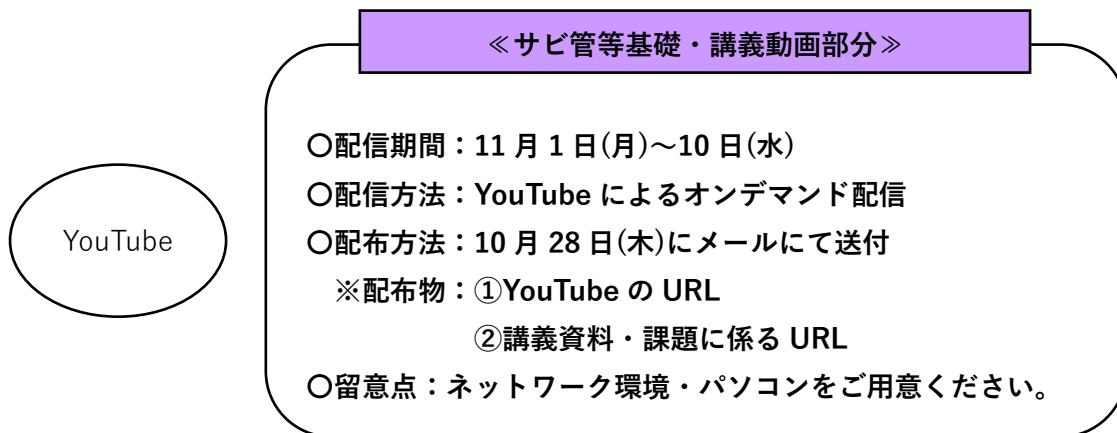 ≪サビ管等基礎・講義動画部分≫
YouTube
〇配信期間：11 月 1 日(月)～10 日(水)
〇配信方法：YouTube によるオンデマンド配信
〇配布方法：10 月 28 日(木)にメールにて送付
※配布物：①YouTube の URL
②講義資料・課題に係る URL
〇留意点：ネットワーク環境・パソコンをご用意ください。